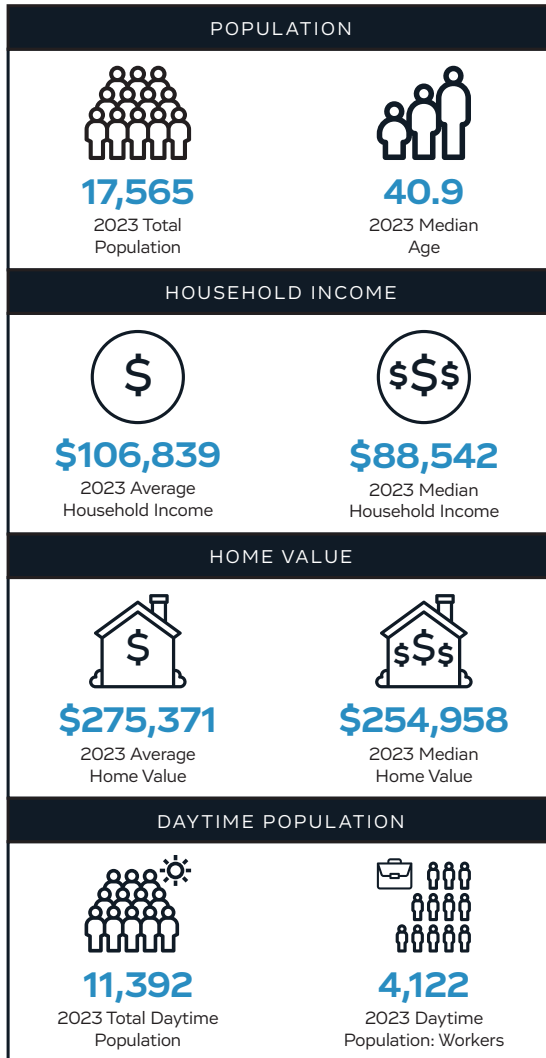 POPULATION
17,565
2023 Total
Population
40.9
2023 Median
Age
HOUSEHOLD INCOME
$
$106,839
2023 Average
Household Income
$$$
$88,542
2023 Median
Household Income
HOME VALUE
$
$275,371
2023 Average
Home Value
$$$
$254,958
2023 Median
Home Value
DAYTIME POPULATION
11,392
2023 Total Daytime
Population
4,122
2023 Daytime
Population: Workers